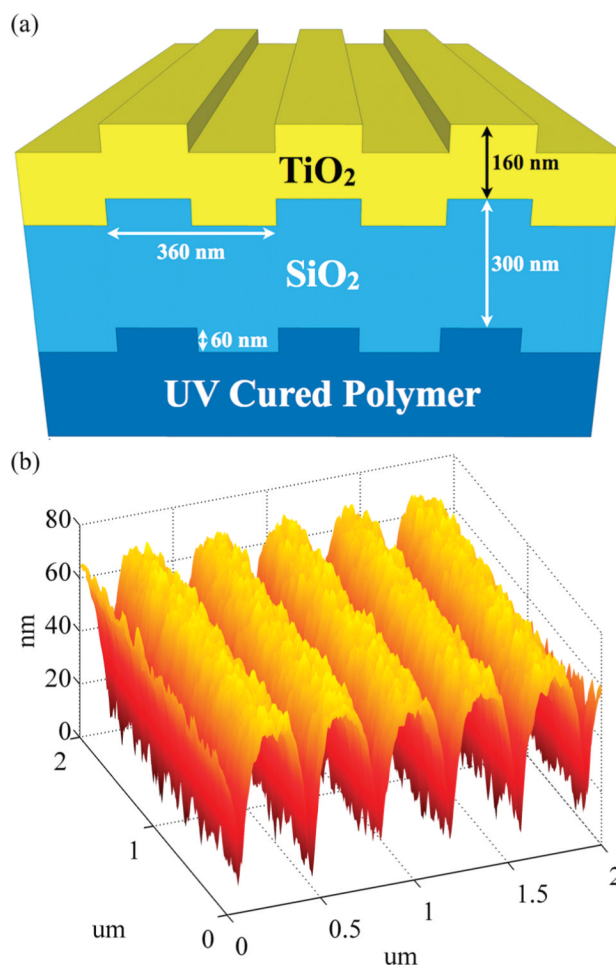 (a)
160 nm
TiO₂
360 nm
300 nm
SiO₂
60 nm
UV Cured Polymer
(b)
80
60
40
nm
20
0
2
1
um
0
0
0.5
1
um
1.5
2